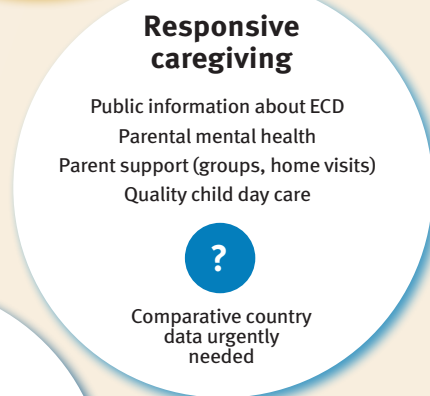 Responsive
caregiving
Public information about ECD
Parental mental health
Parent support (groups, home visits)
Quality child day care
?
Comparative country
data urgently
needed